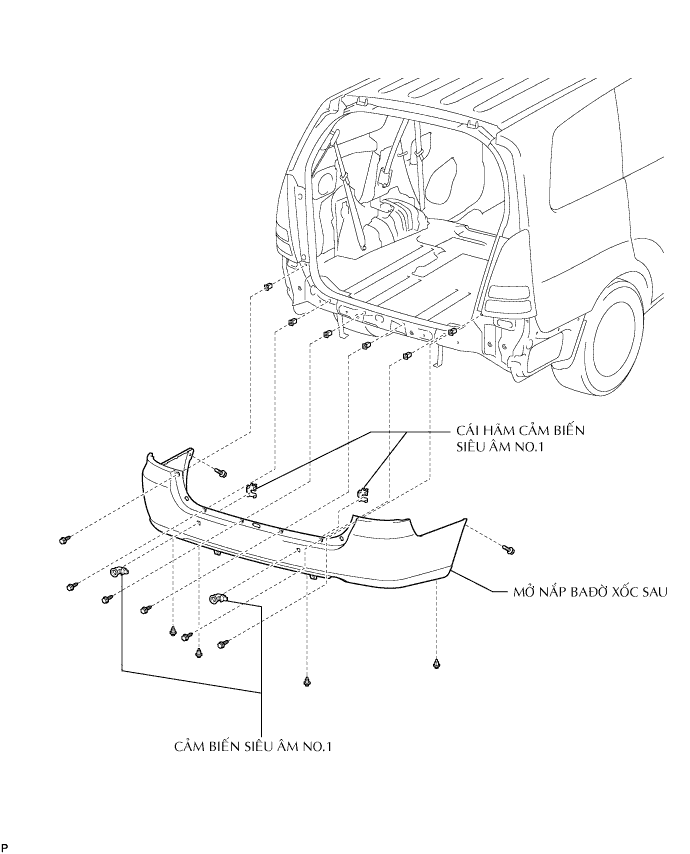 CÁI HÃM CẢM BIẾN
SIÊU ÂM NO.1
MỞ NẮP BAĐỜ XỐC SAU
CẢM BIẾN SIÊU ÂM NO.1
P